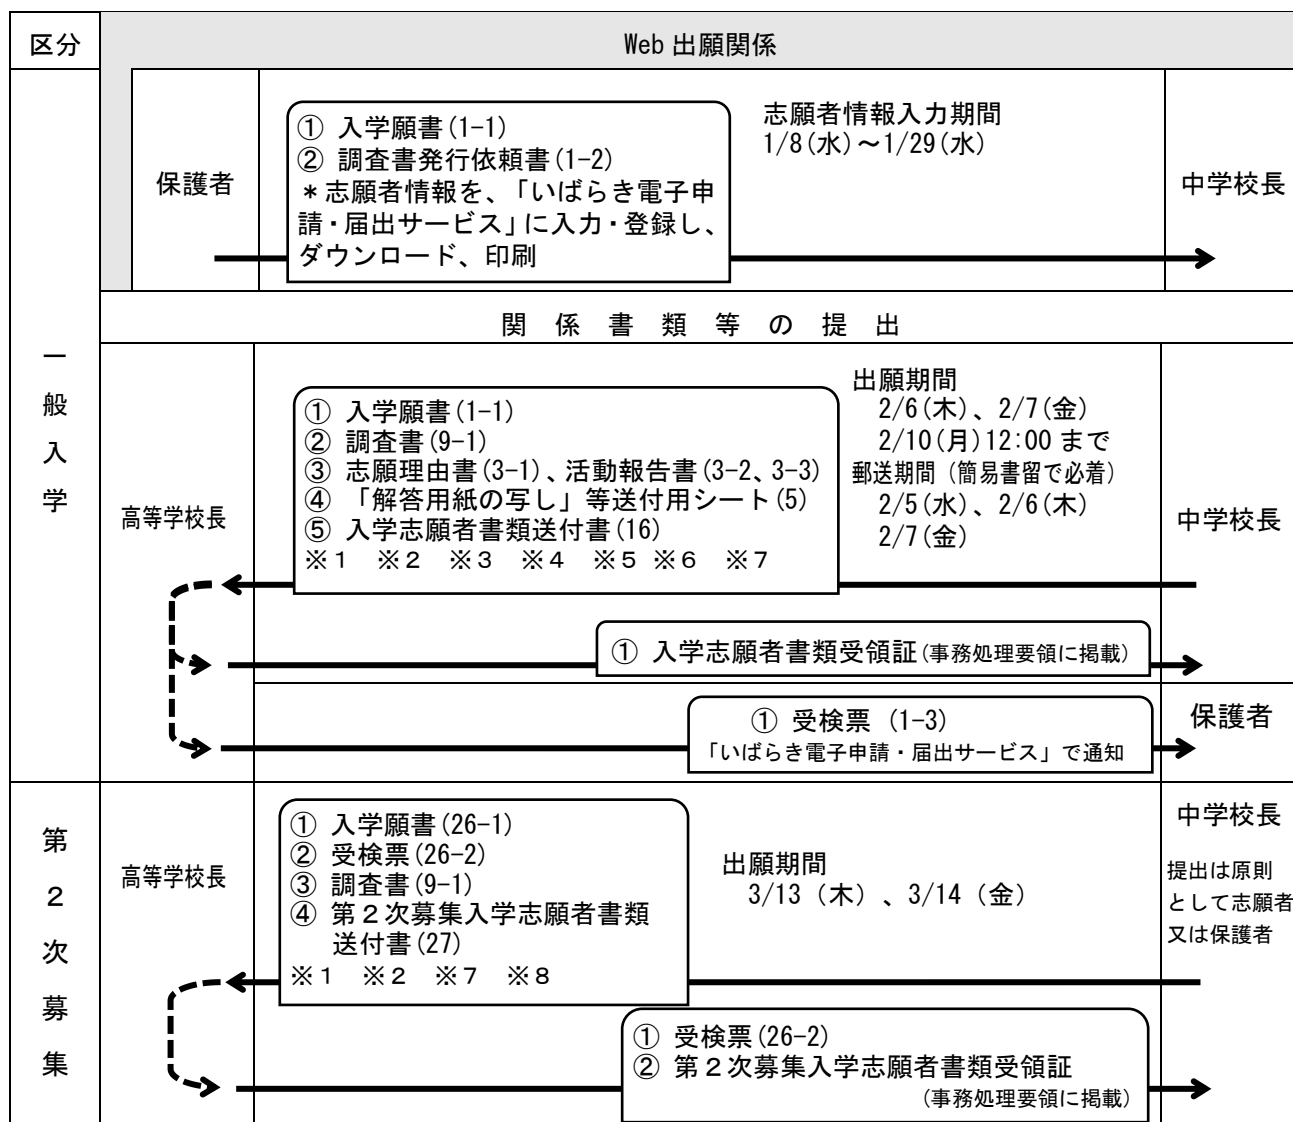 区分
Web 出願関係
一般入学
保護者
① 入学願書(1-1)
② 調査書発行依頼書(1-2)
＊志願者情報を、「いばらき電子申
請・届出サービス」に入力・登録し、
ダウンロード、印刷
志願者情報入力期間
1/8(水)～1/29(水)
中学校長
関係書類等の提出
高等学校長
① 入学願書(1-1)
② 調査書(9-1)
③ 志願理由書(3-1)、活動報告書(3-2、3-3)
④ 「解答用紙の写し」等送付用シート(5)
⑤ 入学志願者書類送付書(16)
※１ ※２ ※３ ※４ ※５ ※６ ※７
出願期間
2/6(木)、2/7(金)
2/10(月)12:00 まで
郵送期間（簡易書留で必着）
2/5(水)、2/6(木)
2/7(金)
中学校長
① 入学志願者書類受領証(事務処理要領に掲載)
① 受検票 (1-3)
「いばらき電子申請・届出サービス」で通知
保護者
第２次募集
高等学校長
① 入学願書(26-1)
② 受検票(26-2)
③ 調査書(9-1)
④ 第２次募集入学志願者書類
送付書(27)
※１ ※２ ※７ ※８
出願期間
3/13（木）、3/14（金）
中学校長
提出は原則
として志願者
又は保護者
① 受検票(26-2)
② 第２次募集入学志願者書類受領証
(事務処理要領に掲載)